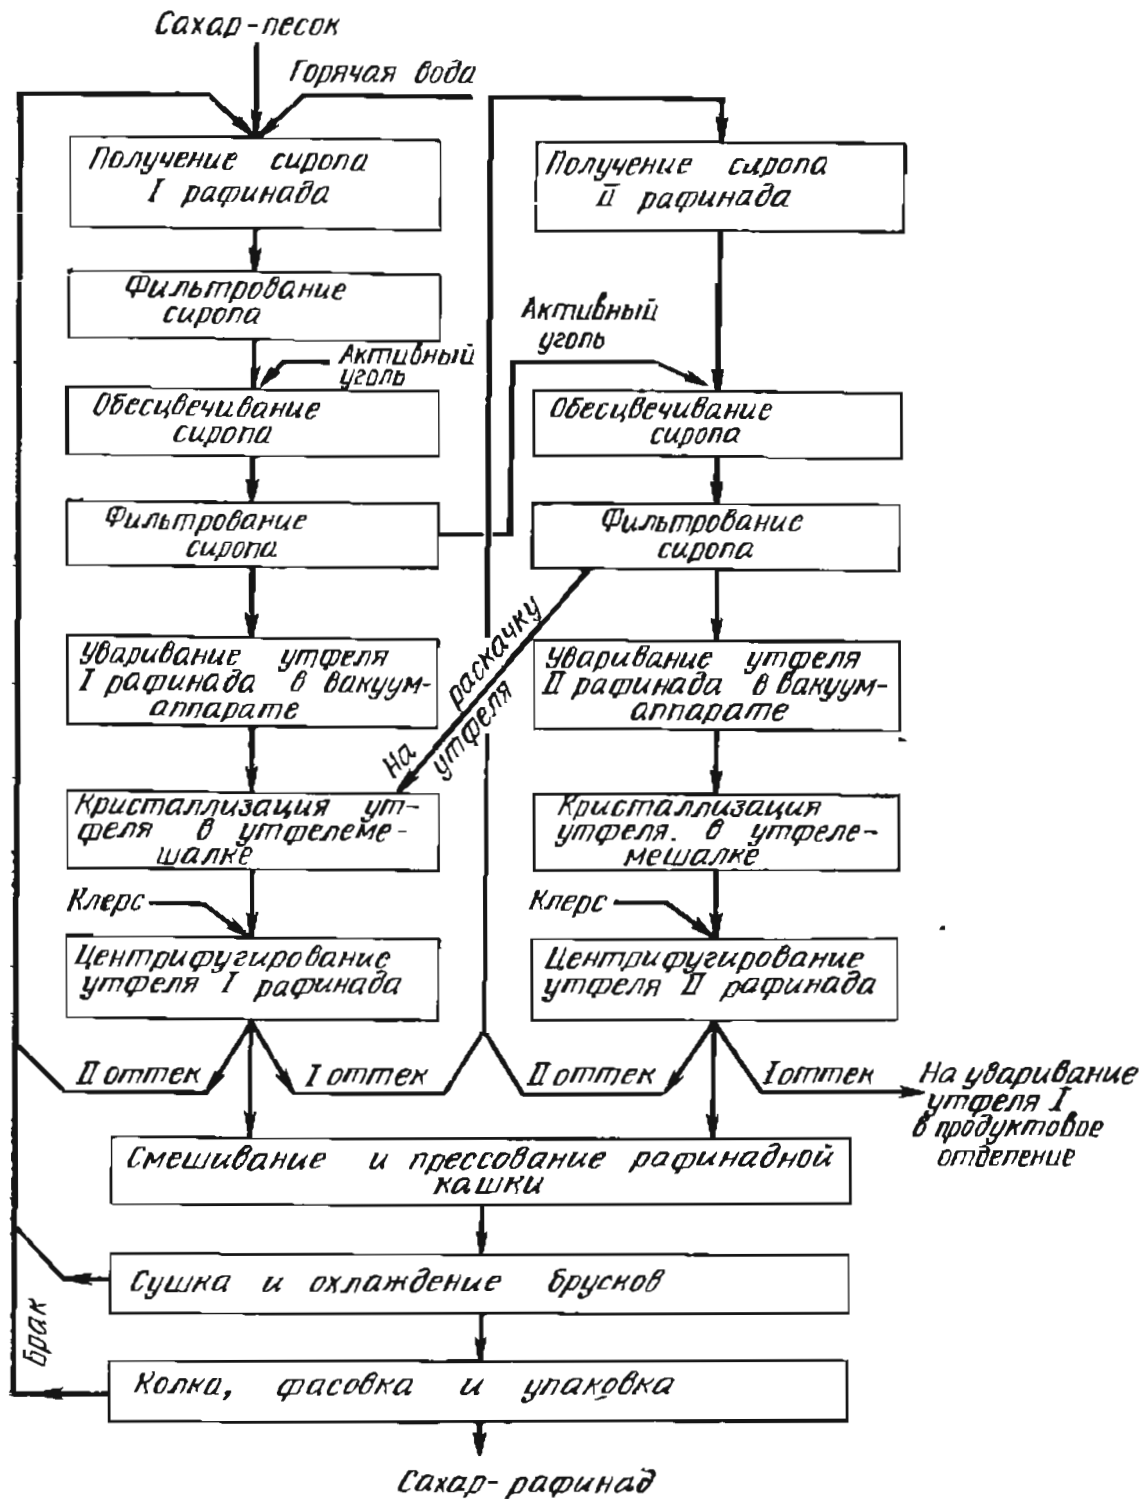 Сахар-песок
Горячая вода
Получение сиропа
I рафинада
Фильтрование
сиропа
Активный
уголь
Обесцвечивание
сиропа
Фильтрование
сиропа
Уваривание утфеля
I рафинада в вакуум-
аппарате
Кристаллизация ут-
феля в утфелеме-
шалке
Клерс
Центрифугирование
утфеля I рафинада
II оттек
I оттек
Получение сиропа
II рафинада
Активный
уголь
Обесцвечивание
сиропа
Фильтрование
сиропа
На раскачку
утфеля
Уваривание утфеля
II рафинада в вакуум-
аппарате
Кристаллизация
утфеля. в утфеле-
мешалке
Клерс
Центрифугирование
утфеля II рафинада
II оттек
I оттек
На уваривание
утфеля I
в продуктовое
отделение
Смешивание и прессование рафинадной
кашки
Сушка и охлаждение брусков
Брак
Колка, фасовка и упаковка
Сахар-рафинад